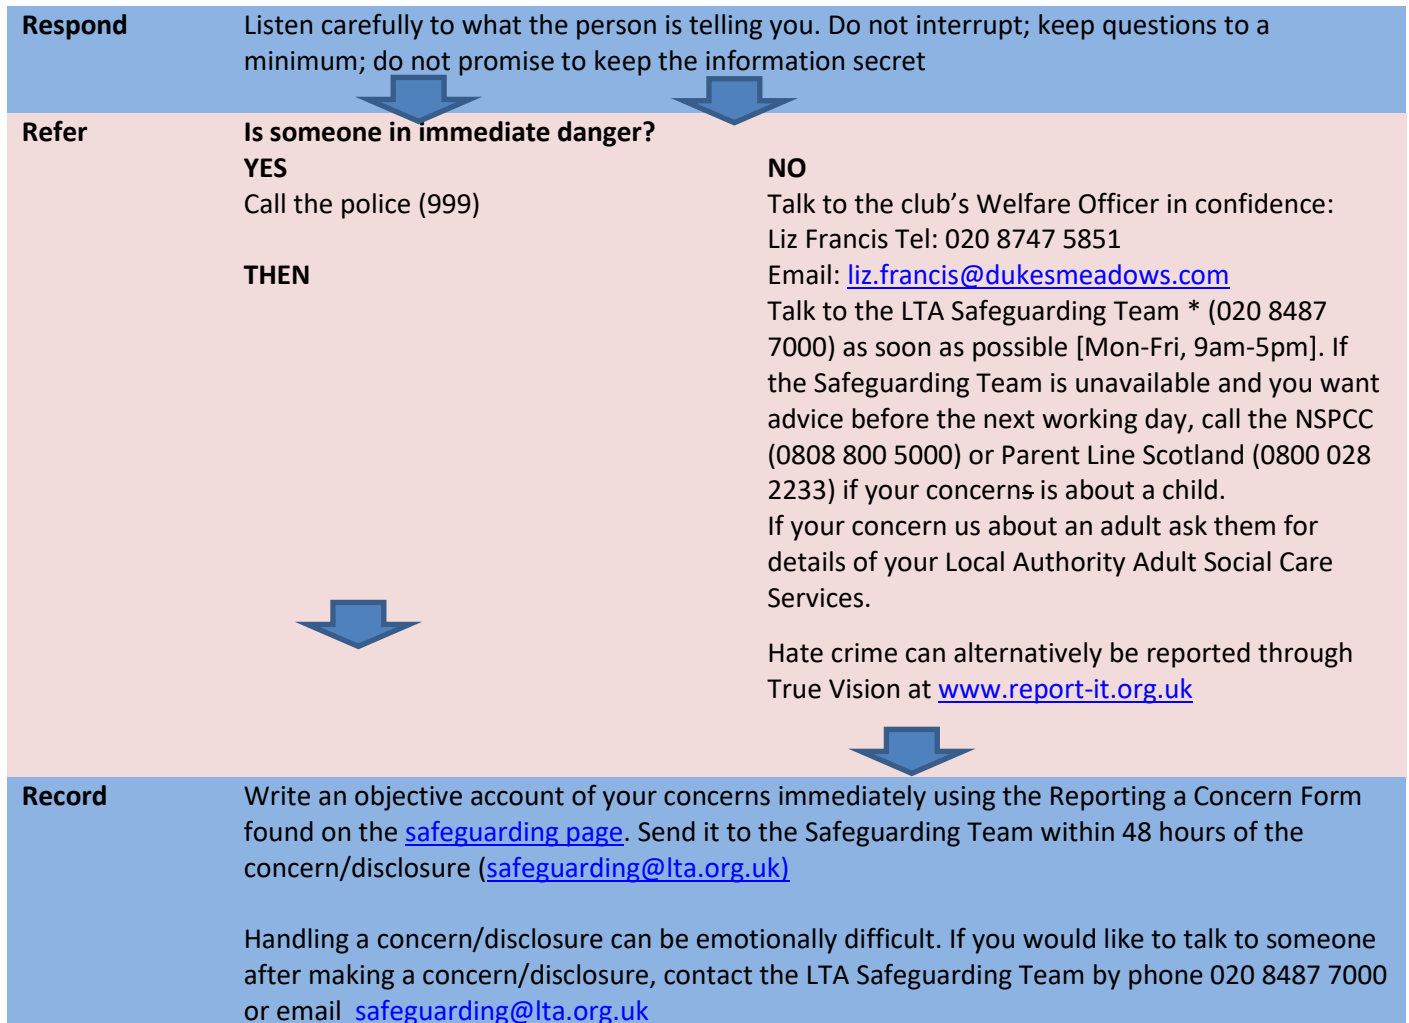 Respond Listen carefully to what the person is telling you. Do not interrupt; keep questions to a
minimum; do not promise to keep the information secret
Refer Is someone in immediate danger?
YES
Call the police (999)
THEN
NO
Talk to the club’s Welfare Officer in confidence:
Liz Francis Tel: 020 8747 5851
Email: liz.francis@dukesmeadows.com
Talk to the LTA Safeguarding Team * (020 8487
7000) as soon as possible [Mon-Fri, 9am-5pm]. If
the Safeguarding Team is unavailable and you want
advice before the next working day, call the NSPCC
(0808 800 5000) or Parent Line Scotland (0800 028
2233) if your concerns is about a child.
If your concern us about an adult ask them for
details of your Local Authority Adult Social Care
Services.
Hate crime can alternatively be reported through
True Vision at www.report-it.org.uk
Record Write an objective account of your concerns immediately using the Reporting a Concern Form
found on the safeguarding page. Send it to the Safeguarding Team within 48 hours of the
concern/disclosure (safeguarding@lta.org.uk)
Handling a concern/disclosure can be emotionally difficult. If you would like to talk to someone
after making a concern/disclosure, contact the LTA Safeguarding Team by phone 020 8487 7000
or email safeguarding@lta.org.uk